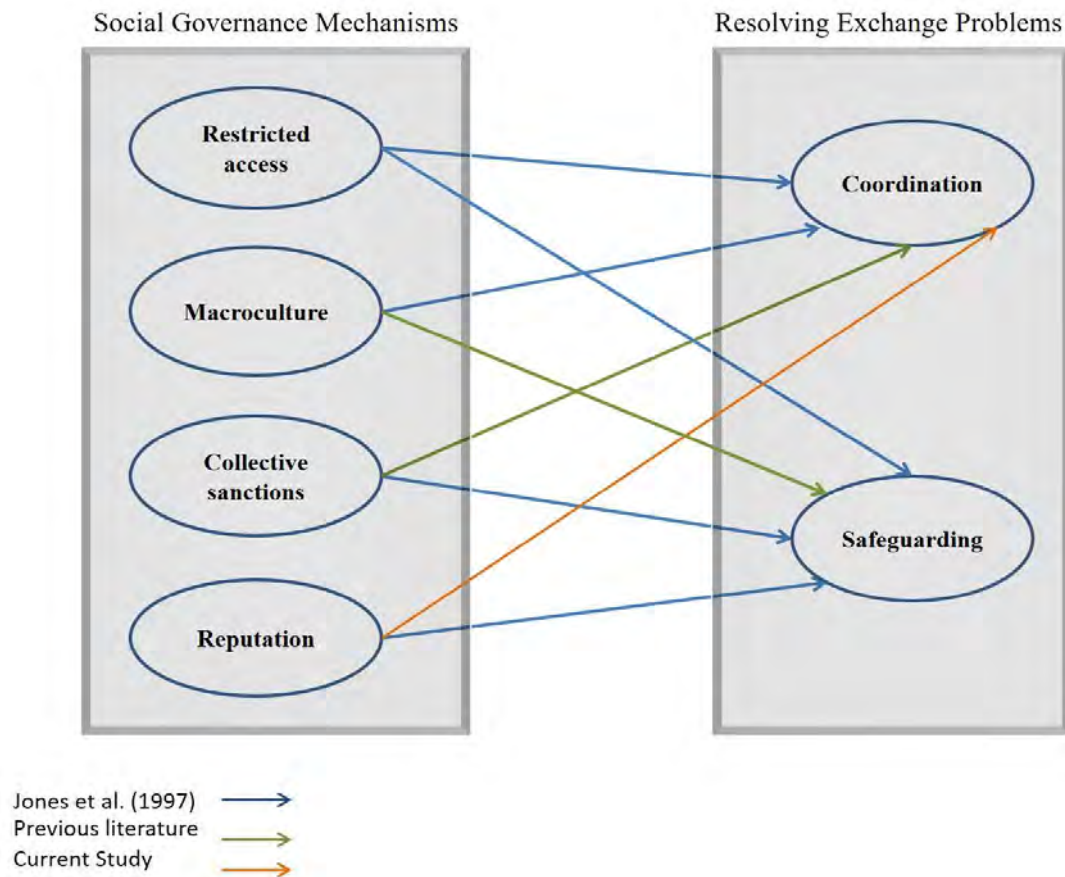 Social Governance Mechanisms
Resolving Exchange Problems
Restricted
access
Macroculture
Collective
sanctions
Reputation
Coordination
Safeguarding
Jones et al. (1997)
Previous literature
Current Study